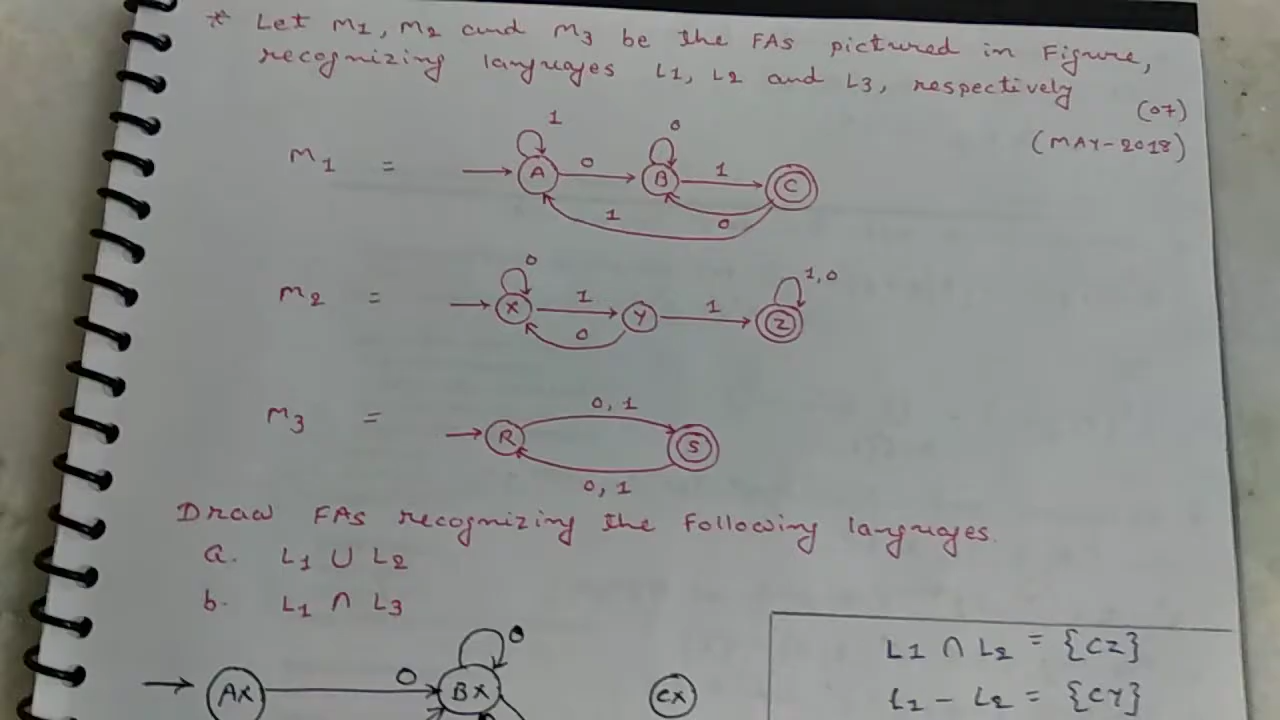 * Let M1, M2 and M3 be the FAs pictured in Figure,
recognizing languages L1, L2 and L3, respectively
(07)
(MAY-2018)
M1 =
1
A
0
0
B
1
C
0
1
M2 =
0
X
1
Y
0
1
1,0
Z
M3 =
R
0, 1
S
0, 1
Draw FAs recognizing the following languages.
a. L1 U L2
b. L1 ∩ L3
AX
0
0
BX
CX
L1 ∩ L2 = {CZ}
L1 - L2 = {CY}